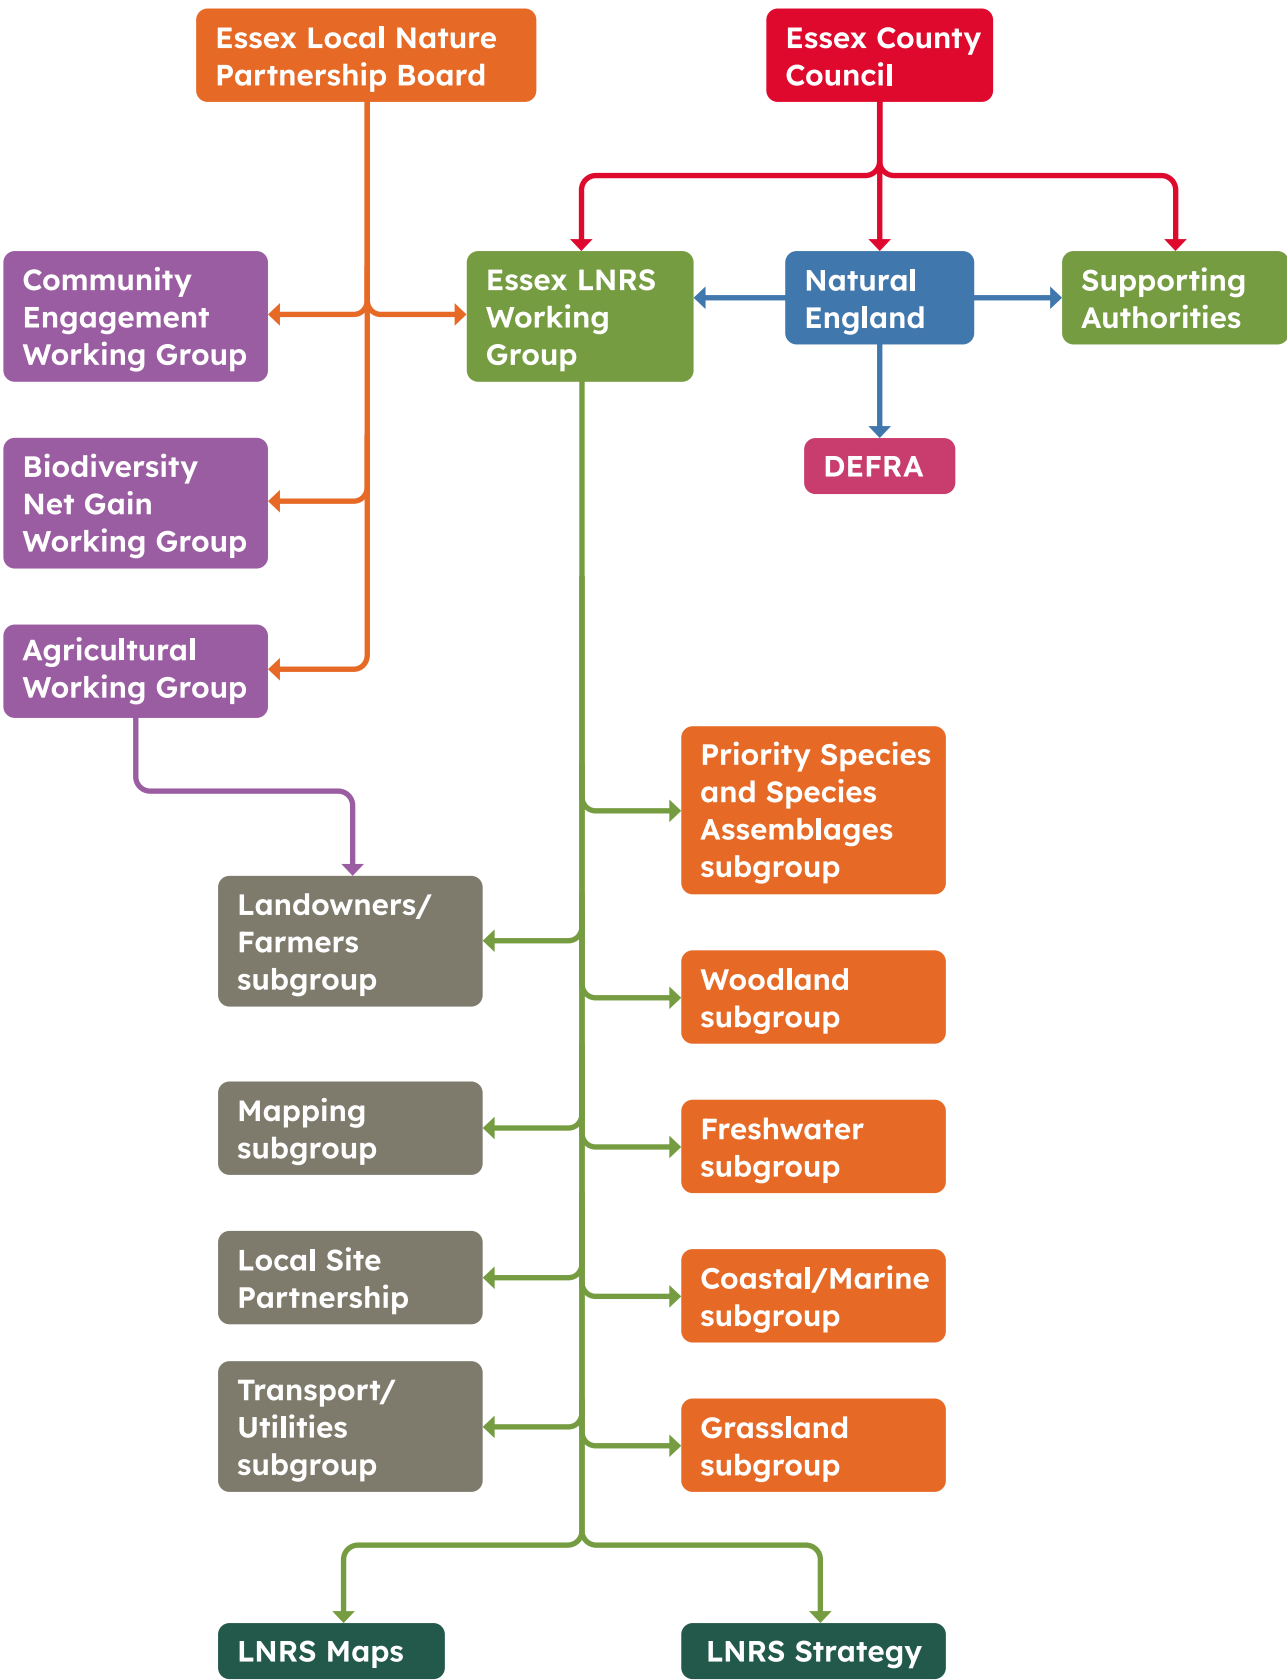 Essex Local Nature
Partnership Board
Essex County
Council
Community
Engagement
Working Group
Essex LNRS
Working
Group
Natural
England
Supporting
Authorities
Biodiversity
Net Gain
Working Group
DEFRA
Agricultural
Working Group
Priority Species
and Species
Assemblages
subgroup
Landowners/
Farmers
subgroup
Woodland
subgroup
Mapping
subgroup
Freshwater
subgroup
Local Site
Partnership
Coastal/Marine
subgroup
Transport/
Utilities
subgroup
Grassland
subgroup
LNRS Maps
LNRS Strategy